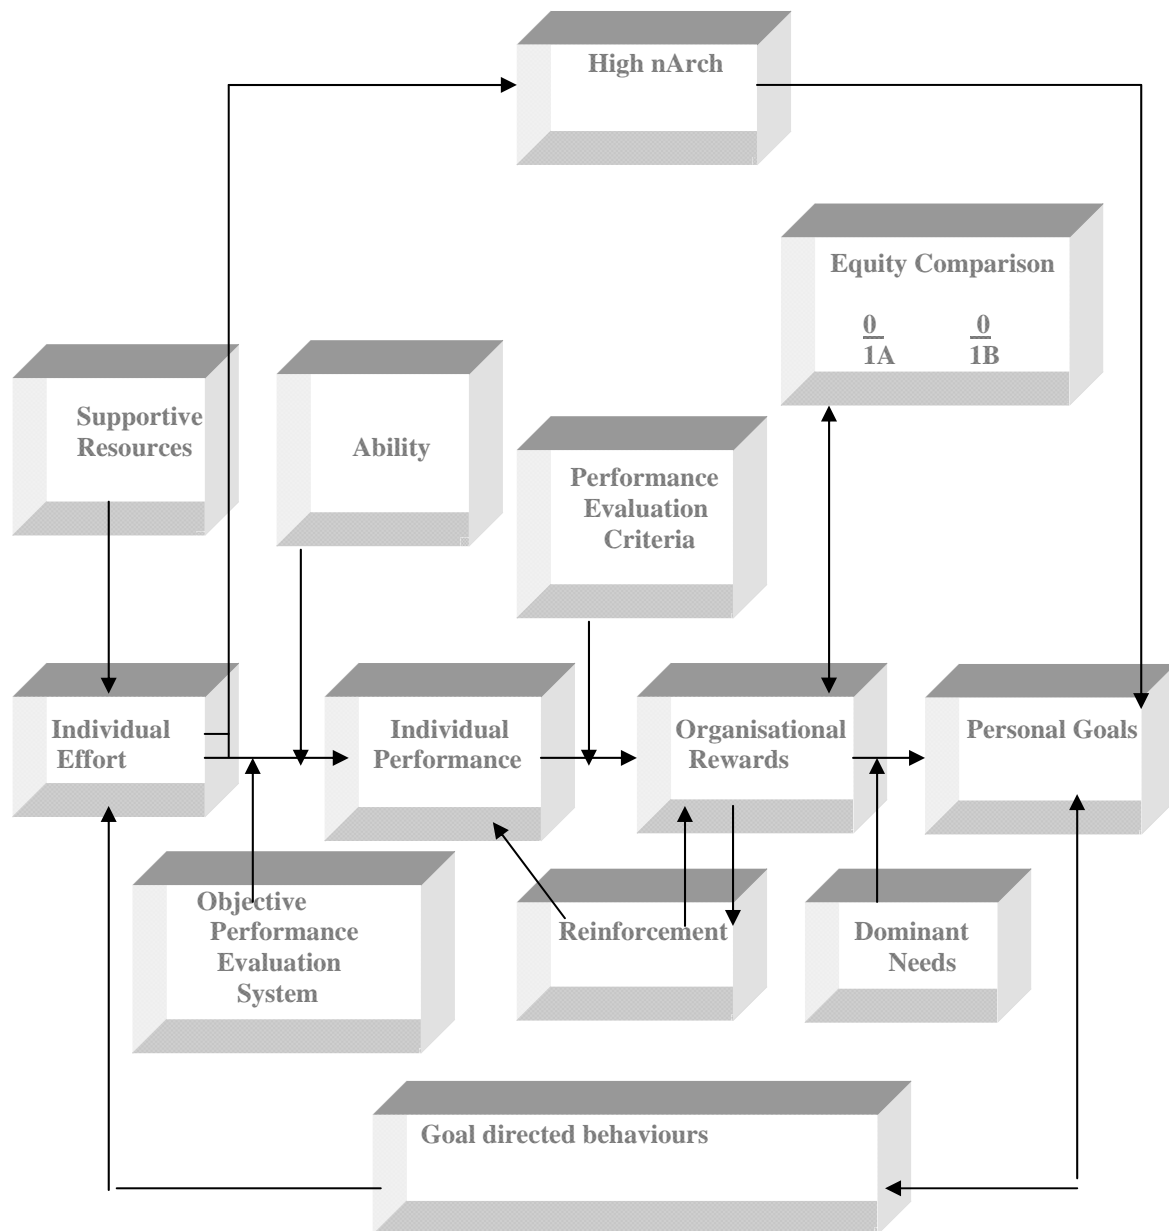 High nArch
Equity Comparison
0 0
1A 1B
Supportive
Resources
Ability
Performance
Evaluation
Criteria
Individual
Effort
Individual
Performance
Organisational
Rewards
Personal Goals
Objective
Performance
Evaluation
System
Reinforcement
Dominant
Needs
Goal directed behaviours